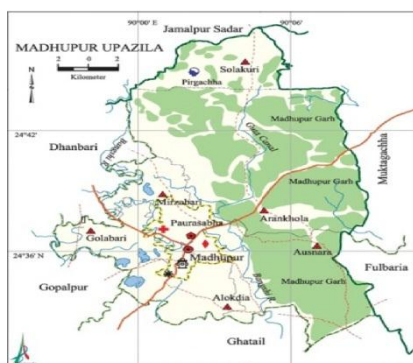 90°00' E
90°06'
Jamalpur Sadar
MADHUPUR UPAZILA
2 0 2
Kilometer
N
Solakuri
Pirgachha
Madhupur Garh
24°42'
Dhanbari
Muktagachha
Madhupur Garh
Mirzabari
Paurasabha
Arankhola
Golabari
Ausnara
24°36' N
Madhupur
Fulbaria
Gopalpur
Madhupur Garh
Alokdia
Ghatail